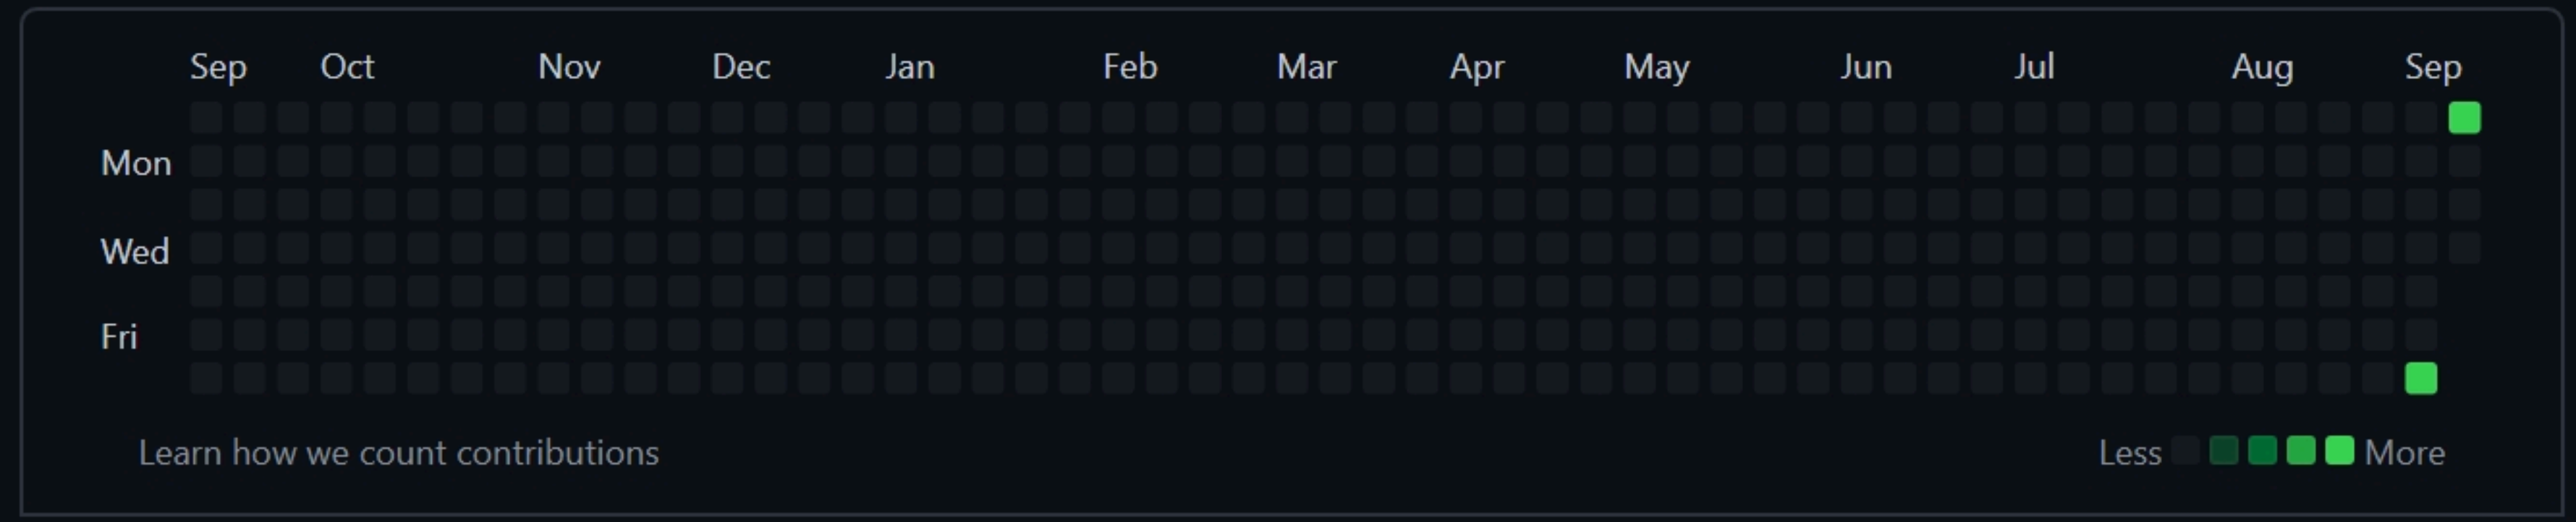 Sep Oct Nov Dec Jan Feb Mar Apr May Jun Jul Aug Sep
Mon
Wed
Fri
Learn how we count contributions
Less More